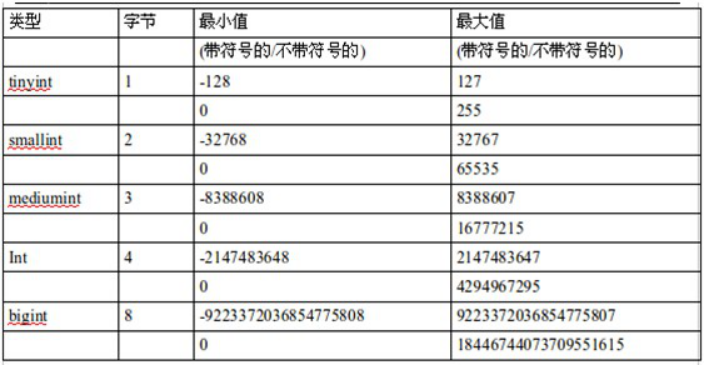 类型 字节 最小值 最大值
(带符号的/不带符号的) (带符号的/不带符号的)
tinyint 1 -128 127
0 255
smallint 2 -32768 32767
0 65535
mediumint 3 -8388608 8388607
0 16777215
Int 4 -2147483648 2147483647
0 4294967295
bigint 8 -9223372036854775808 9223372036854775807
0 18446744073709551615